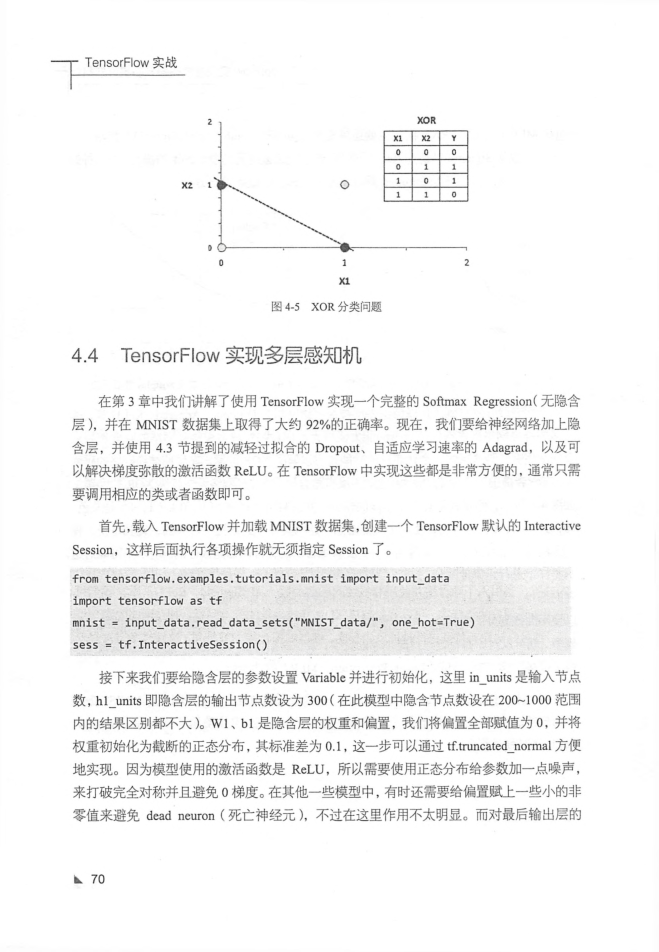 TensorFlow 实战
XOR
X1 X2 Y
0 0 0
0 1 1
1 0 1
1 1 0
2
X2 1
0
0 1 2
X1
图 4-5 XOR 分类问题
4.4 TensorFlow 实现多层感知机
在第 3 章中我们讲解了使用 TensorFlow 实现一个完整的 Softmax Regression（无隐含
层），并在 MNIST 数据集上取得了大约 92%的正确率。现在，我们要给神经网络加上隐
含层，并使用 4.3 节提到的减轻过拟合的 Dropout、自适应学习速率的 Adagrad，以及可
以解决梯度弥散的激活函数 ReLU。在 TensorFlow 中实现这些都是非常方便的，通常只需
要调用相应的类或者函数即可。
首先，载入 TensorFlow 并加载 MNIST 数据集，创建一个 TensorFlow 默认的 Interactive
Session，这样后面执行各项操作就无须指定 Session 了。
from tensorflow.examples.tutorials.mnist import input_data
import tensorflow as tf
mnist = input_data.read_data_sets("MNIST_data/", one_hot=True)
sess = tf.InteractiveSession()
接下来我们要给隐含层的参数设置 Variable 并进行初始化，这里 in_units 是输入节点
数，h1_units 即隐含层的输出节点数设为 300（在此模型中隐含节点数设在 200~1000 范围
内的结果区别都不大）。W1、b1 是隐含层的权重和偏置，我们将偏置全部赋值为 0，并将
权重初始化为截断的正态分布，其标准差为 0.1，这一步可以通过 tf.truncated_normal 方便
地实现。因为模型使用的激活函数是 ReLU，所以需要使用正态分布给参数加一点噪声，
来打破完全对称并且避免 0 梯度。在其他一些模型中，有时还需要给偏置赋上一些小的非
零值来避免 dead neuron（死亡神经元），不过在这里作用不太明显。而对最后输出层的
70